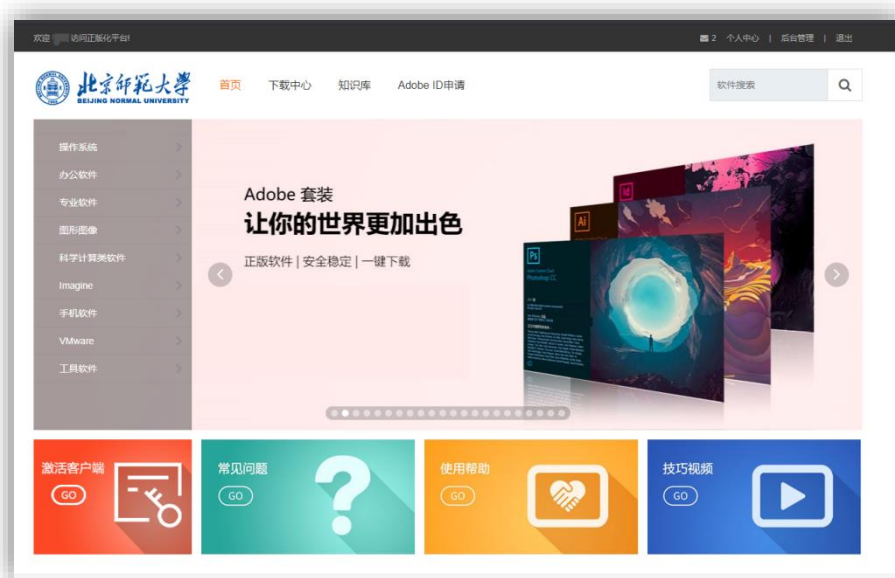 欢迎 访问正版化平台!
2 个人中心 | 后台管理 | 退出
北京师范大学
BEIJING NORMAL UNIVERSITY
首页 下载中心 知识库 Adobe ID申请
软件搜索
操作系统
办公软件
专业软件
图形图像
科学计算类软件
Imagine
手机软件
VMware
工具软件
Adobe 套装
让你的世界更加出色
正版软件 | 安全稳定 | 一键下载
Id
Ai
Ps
Photoshop CC
激活客户端
GO
常见问题
GO
使用帮助
GO
技巧视频
GO